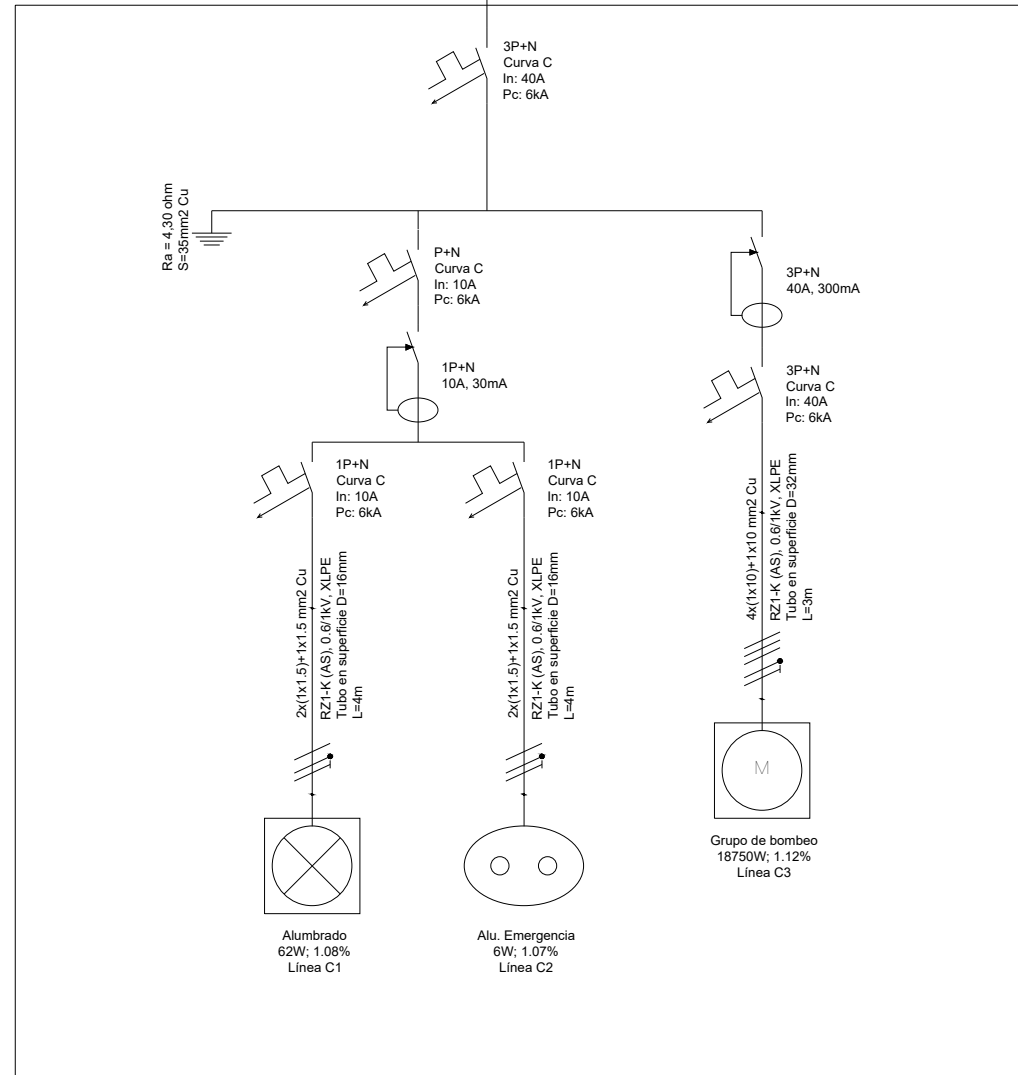 3P+N
Curva C
In: 40A
Pc: 6kA
Ra = 4,30 ohm
S=35mm2 Cu
P+N
Curva C
In: 10A
Pc: 6kA
3P+N
40A, 300mA
1P+N
10A, 30mA
3P+N
Curva C
In: 40A
Pc: 6kA
1P+N
Curva C
In: 10A
Pc: 6kA
1P+N
Curva C
In: 10A
Pc: 6kA
2x(1x1.5)+1x1.5 mm2 Cu
RZ1-K (AS), 0.6/1kV, XLPE
Tubo en superficie D=16mm
L=4m
2x(1x1.5)+1x1.5 mm2 Cu
RZ1-K (AS), 0.6/1kV, XLPE
Tubo en superficie D=16mm
L=4m
4x(1x10)+1x10 mm2 Cu
RZ1-K (AS), 0.6/1kV, XLPE
Tubo en superficie D=32mm
L=3m
M
Grupo de bombeo
18750W; 1.12%
Línea C3
Alumbrado
62W; 1.08%
Línea C1
Alu. Emergencia
6W; 1.07%
Línea C2